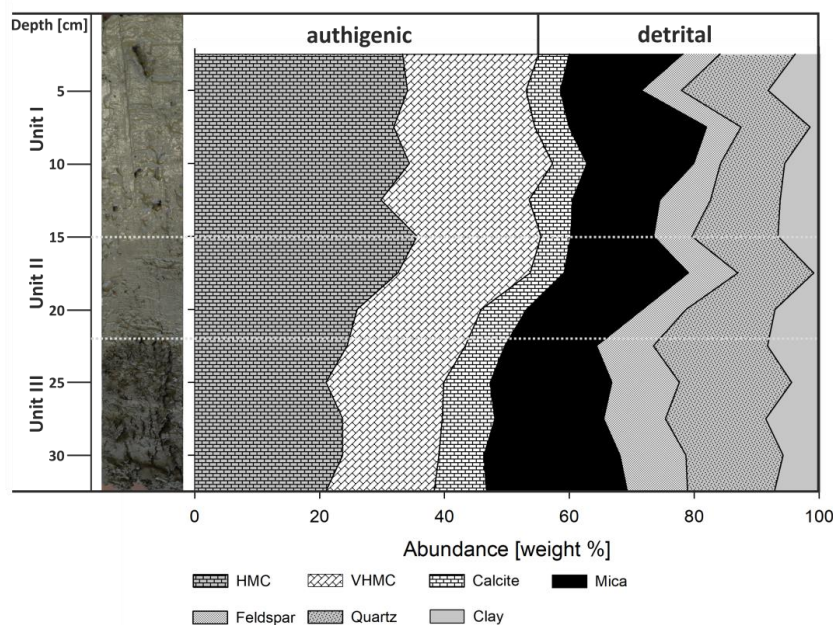 Depth [cm]
authigenic
detrital
Unit I
Unit II
Unit III
5
10
15
20
25
30
0 20 40 60 80 100
Abundance [weight %]
HMC VHMC Calcite Mica
Feldspar Quartz Clay